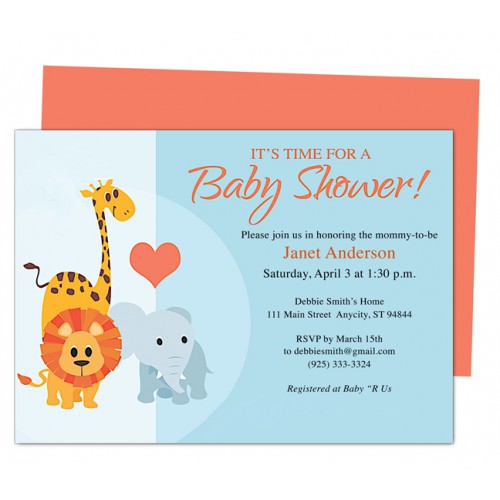 IT'S TIME FOR A
Baby Shower!
Please join us in honoring the mommy-to-be
Janet Anderson
Saturday, April 3 at 1:30 p.m.
Debbie Smith's Home
111 Main Street Anycity, ST 94844
RSVP by March 15th
to debbiesmith@gmail.com
(925) 333-3324
Registered at Baby “R Us